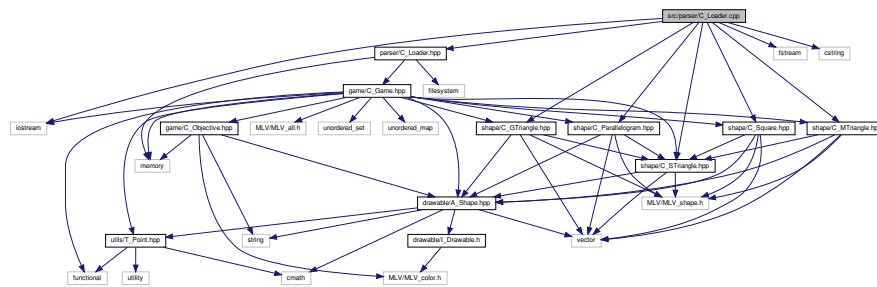 src/parser/C_Loader.cpp
parser/C_Loader.hpp
fstream
cstring
game/C_Game.hpp
filesystem
iostream
game/C_Objective.hpp
MLV/MLV_all.h
unordered_set
unordered_map
shape/C_GTriangle.hpp
shape/C_Parallelogram.hpp
shape/C_Square.hpp
shape/C_MTriangle.hpp
memory
shape/C_STriangle.hpp
drawable/A_Shape.hpp
MLV/MLV_shape.h
utils/T_Point.hpp
string
drawable/I_Drawable.h
vector
functional
utility
cmath
MLV/MLV_color.h